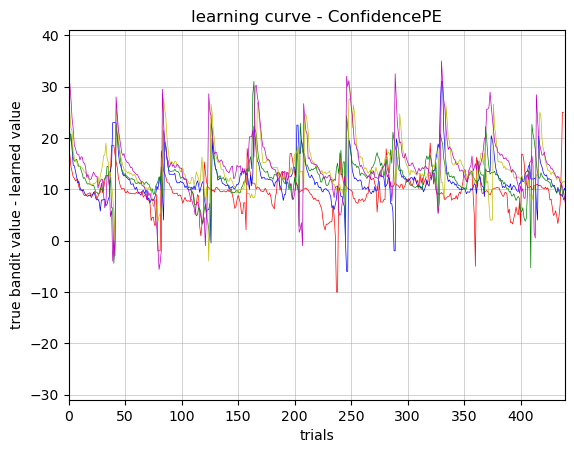 learning curve - ConfidencePE
true bandit value - learned value
40
30
20
10
0
−10
−20
−30
0 50 100 150 200 250 300 350 400
trials